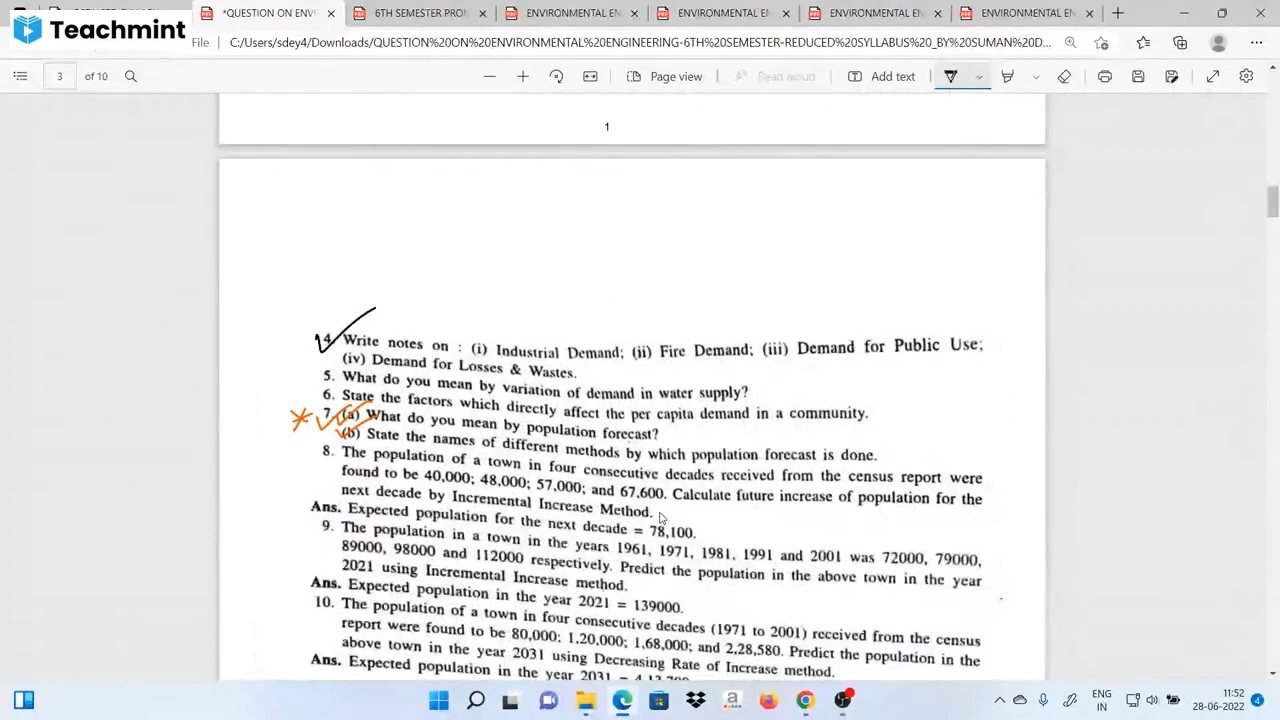 Teachmint
*QUESTION ON ENVI
6TH SEMESTER REDU
ENVIRONME
ENVIRONMENTAL EN
File C:/Users/sdey4/Downloads/QUESTION%20ON%20ENVIRONMENTAL%20ENGINEERING-6TH%20SEMESTER-REDUCED%20SYLLABUS%20_BY%20SUMAN%20D...
3 of 10 Page view Read aloud Add text
1
4. Write notes on : (i) Industrial Demand; (ii) Fire Demand; (iii) Demand for Public Use;
(iv) Demand for Losses & Wastes.
5. What do you mean by variation of demand in water supply?
6. State the factors which directly affect the per capita demand in a community.
7. (a) What do you mean by population forecast?
(b) State the names of different methods by which population forecast is done.
8. The population of a town in four consecutive decades received from the census report were
found to be 40,000; 48,000; 57,000; and 67,600. Calculate future increase of population for the
next decade by Incremental Increase Method.
Ans. Expected population for the next decade = 78,100.
9. The population in a town in the years 1961, 1971, 1981, 1991 and 2001 was 72000, 79000,
89000, 98000 and 112000 respectively. Predict the population in the above town in the year
2021 using Incremental Increase method.
Ans. Expected population in the year 2021 = 139000.
10. The population of a town in four consecutive decades (1971 to 2001) received from the census
report were found to be 80,000; 1,20,000; 1,68,000; and 2,28,580. Predict the population in the
above town in the year 2031 using Decreasing Rate of Increase method.
Ans. Expected population in the year 2031 =
ENG
IN
11:52
28-06-2022
4